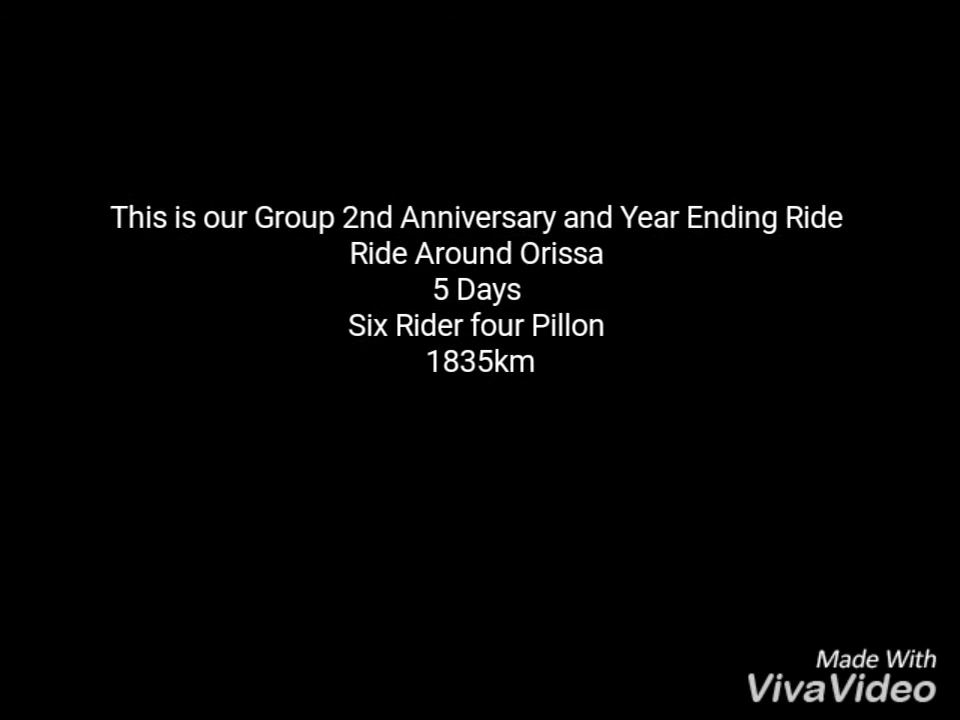 This is our Group 2nd Anniversary and Year Ending Ride
Ride Around Orissa
5 Days
Six Rider four Pillon
1835km
Made With
VivaVideo